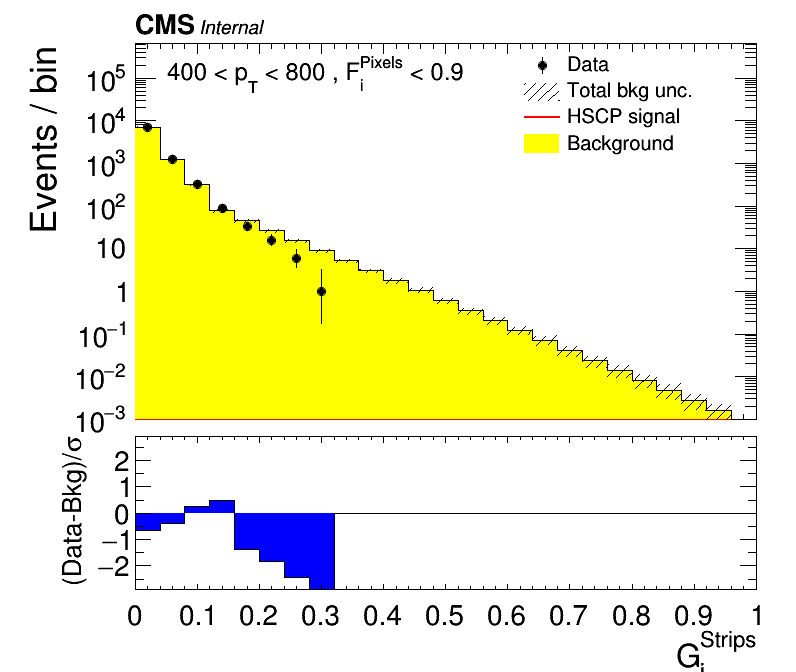 CMS Internal
400 < p_T < 800 , F_i^Pixels < 0.9
Data
Total bkg unc.
HSCP signal
Background
Events / bin
10^5
10^4
10^3
10^2
10
1
10^−1
10^−2
10^−3
(Data-Bkg)/σ
2
1
0
−1
−2
0 0.1 0.2 0.3 0.4 0.5 0.6 0.7 0.8 0.9 1
G_i^Strips